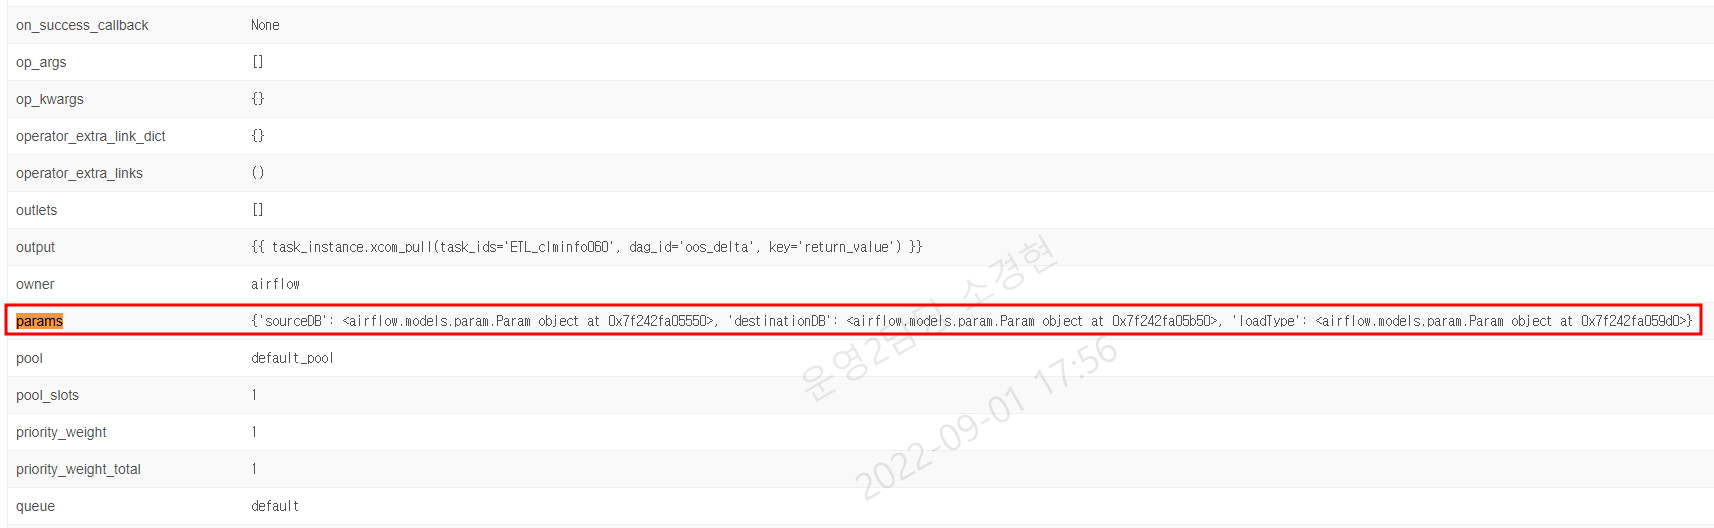 on_success_callback None
op_args []
op_kwargs {}
operator_extra_link_dict {}
operator_extra_links ()
outlets []
output {{ task_instance.xcom_pull(task_ids='ETL_clminfo060', dag_id='oos_delta', key='return_value') }}
owner airflow
params {'sourceDB': <airflow.models.param.Param object at 0x7f242fa05550>, 'destinationDB': <airflow.models.param.Param object at 0x7f242fa05b50>, 'loadType': <airflow.models.param.Param object at 0x7f242fa059d0>}
pool default_pool
pool_slots 1
priority_weight 1
priority_weight_total 1
queue default
운영2담당 소경현
2022-09-01 17:56